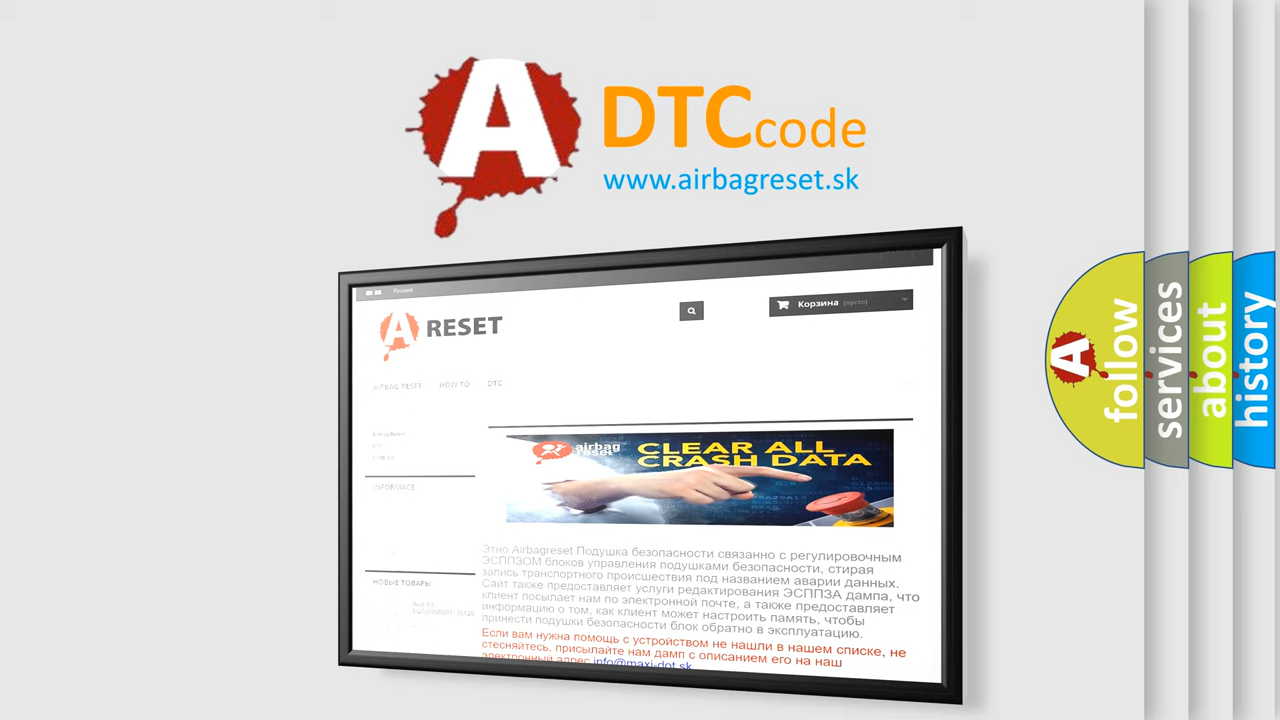 A
DTCcode
www.airbagreset.sk
Русский
A RESET
Корзина (пусто)
AIRBAG RESET HOW TO DTC
INFORMACE
НОВЫЕ ТОВАРЫ
airbag
reset
CLEAR ALL
CRASH DATA
Этно Airbagreset Подушка безопасности связанно с регулировочным
ЭСППЗОМ блоков управления подушками безопасности, стирая
запись транспортного происшествия под названием аварии данных.
Сайт также предоставляет услуги редактирования ЭСППЗА дампа, что
клиент посылает нам по электронной почте, а также предоставляет
информацию о том, как клиент может настроить память, чтобы
принести подушки безопасности блок обратно в эксплуатацию.
Если вам нужна помощь с устройством не нашли в нашем списке, не
стесняйтесь, присылайте нам дамп с описанием его на наш
электронный адрес info@maxi-dot.sk
A
follow
services
about
history